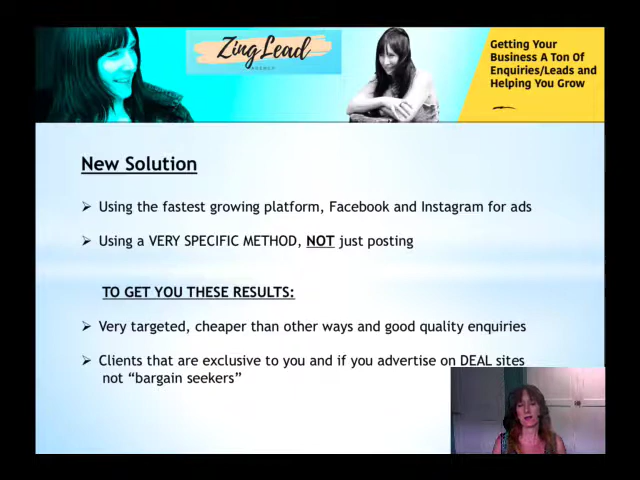 ZingLead
AGENCY
Getting Your
Business A Ton Of
Enquiries/Leads and
Helping You Grow
New Solution
➢ Using the fastest growing platform, Facebook and Instagram for ads
➢ Using a VERY SPECIFIC METHOD, NOT just posting
TO GET YOU THESE RESULTS:
➢ Very targeted, cheaper than other ways and good quality enquiries
➢ Clients that are exclusive to you and if you advertise on DEAL sites
not “bargain seekers”